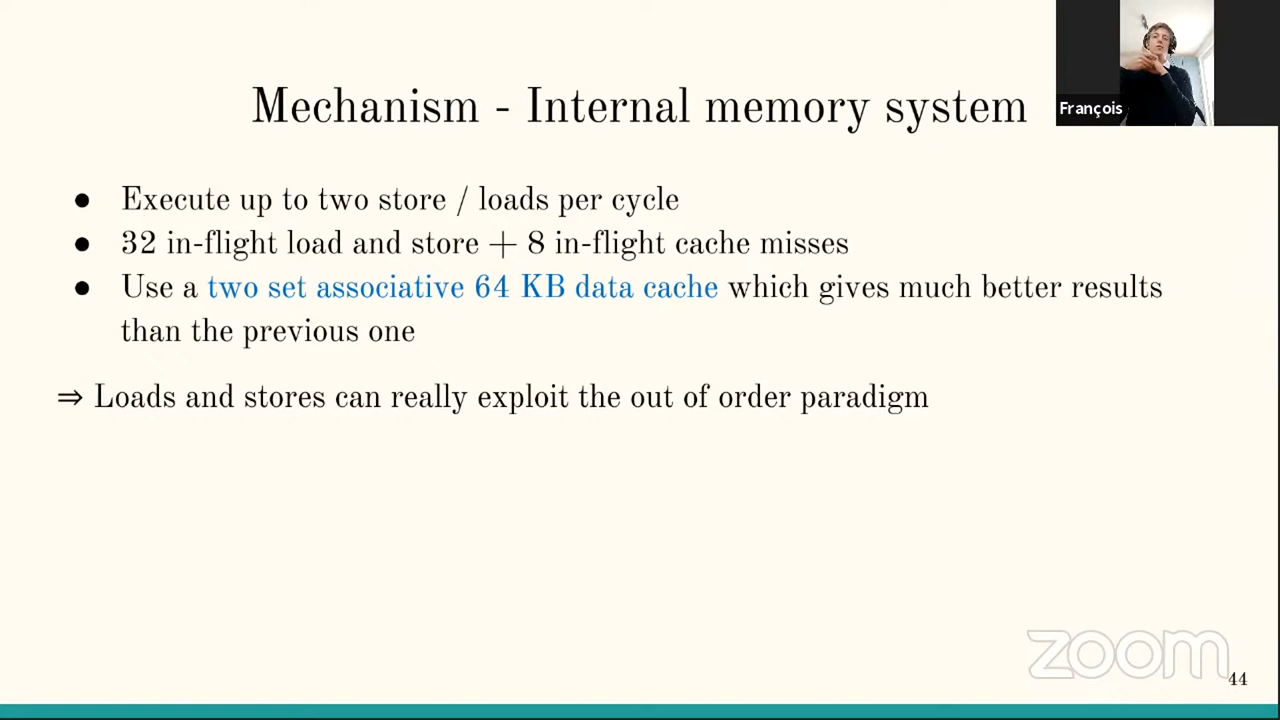 Mechanism - Internal memory system
François
● Execute up to two store / loads per cycle
● 32 in-flight load and store + 8 in-flight cache misses
● Use a two set associative 64 KB data cache which gives much better results
than the previous one
⇒ Loads and stores can really exploit the out of order paradigm
zoom
44